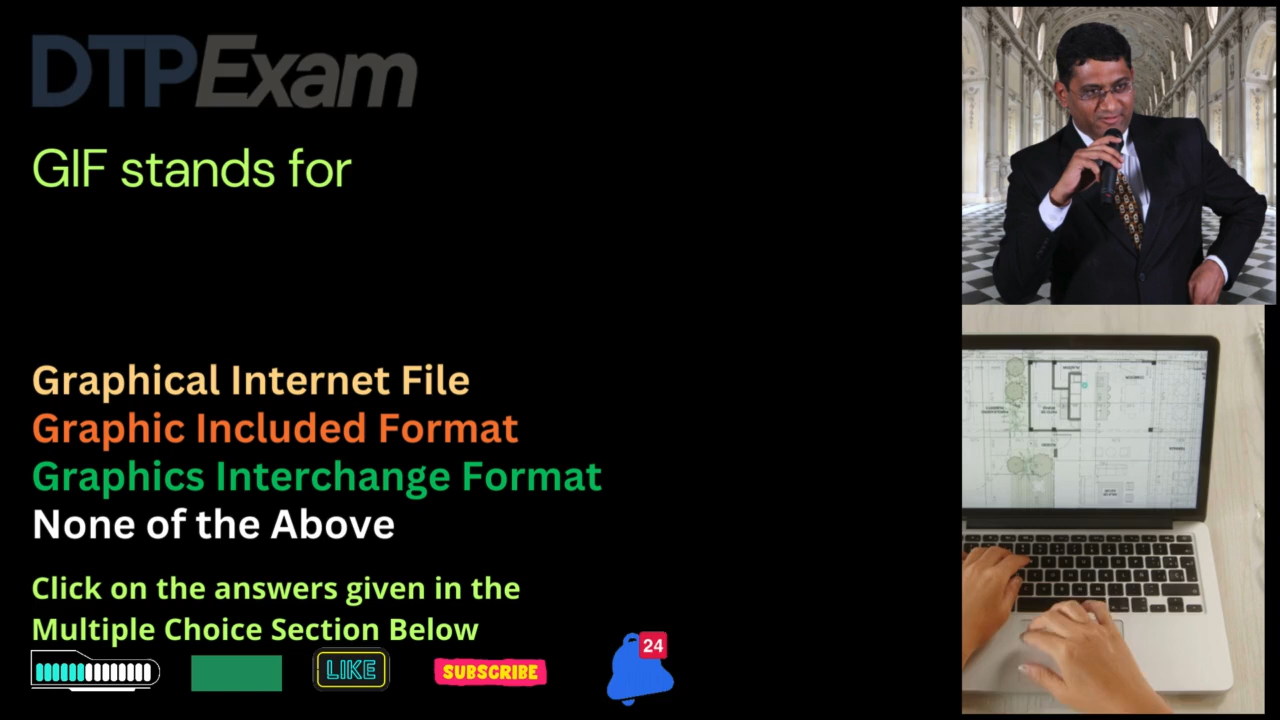 DTPExam
GIF stands for
Graphical Internet File
Graphic Included Format
Graphics Interchange Format
None of the Above
Click on the answers given in the
Multiple Choice Section Below
LIKE
SUBSCRIBE
24